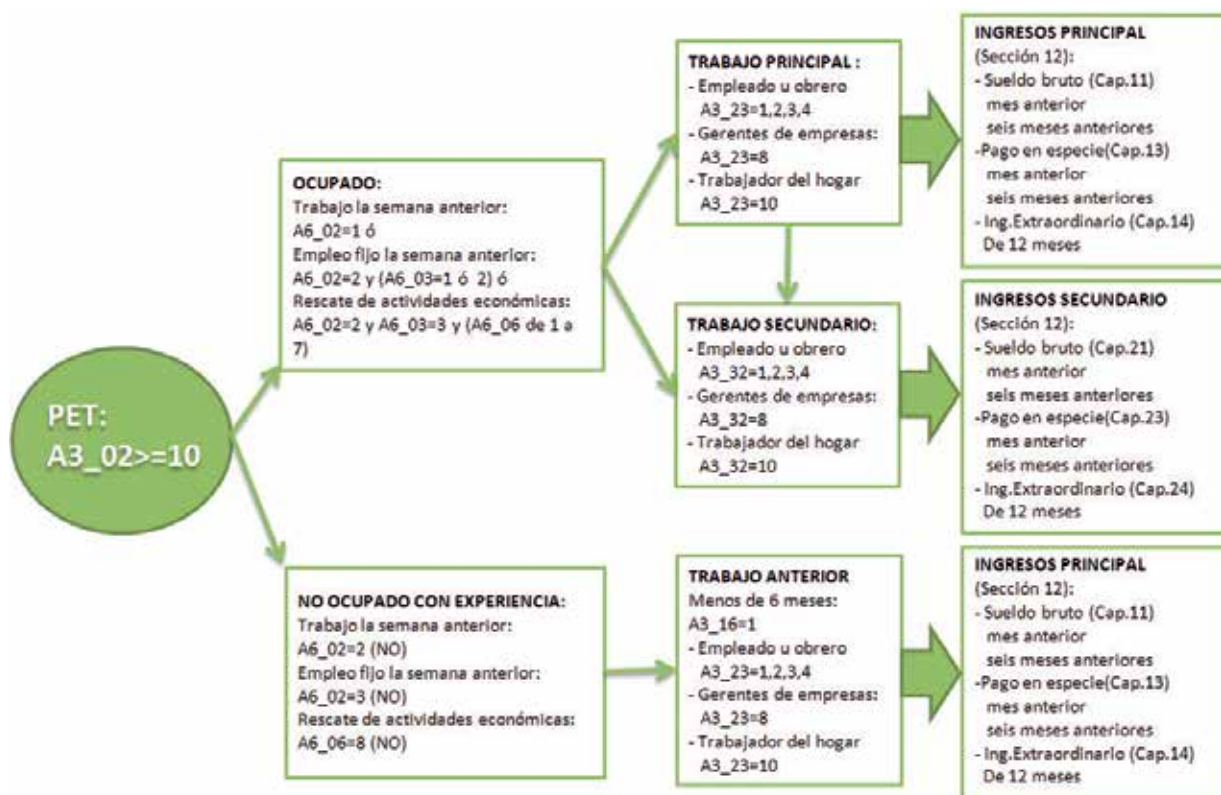 PET:
A3_02>=10
OCUPADO:
Trabajo la semana anterior:
A6_02=1 ó
Empleo fijo la semana anterior:
A6_02=2 y (A6_03=1 ó 2) ó
Rescate de actividades económicas:
A6_02=2 y A6_03=3 y (A6_06 de 1 a
7)
NO OCUPADO CON EXPERIENCIA:
Trabajo la semana anterior:
A6_02=2 (NO)
Empleo fijo la semana anterior:
A6_02=3 (NO)
Rescate de actividades económicas:
A6_06=8 (NO)
TRABAJO PRINCIPAL :
- Empleado u obrero
A3_23=1,2,3,4
- Gerentes de empresas:
A3_23=8
- Trabajador del hogar
A3_23=10
TRABAJO SECUNDARIO:
- Empleado u obrero
A3_32=1,2,3,4
- Gerentes de empresas:
A3_32=8
- Trabajador del hogar
A3_32=10
TRABAJO ANTERIOR
Menos de 6 meses:
A3_16=1
- Empleado u obrero
A3_23=1,2,3,4
- Gerentes de empresas:
A3_23=8
- Trabajador del hogar
A3_23=10
INGRESOS PRINCIPAL
(Sección 12):
- Sueldo bruto (Cap.11)
mes anterior
seis meses anteriores
-Pago en especie(Cap.13)
mes anterior
seis meses anteriores
- Ing.Extraordinario (Cap.14)
De 12 meses
INGRESOS SECUNDARIO
(Sección 12):
- Sueldo bruto (Cap.21)
mes anterior
seis meses anteriores
-Pago en especie(Cap.23)
mes anterior
seis meses anteriores
- Ing.Extraordinario (Cap.24)
De 12 meses
INGRESOS PRINCIPAL
(Sección 12):
- Sueldo bruto (Cap.11)
mes anterior
seis meses anteriores
-Pago en especie(Cap.13)
mes anterior
seis meses anteriores
- Ing.Extraordinario (Cap.14)
De 12 meses